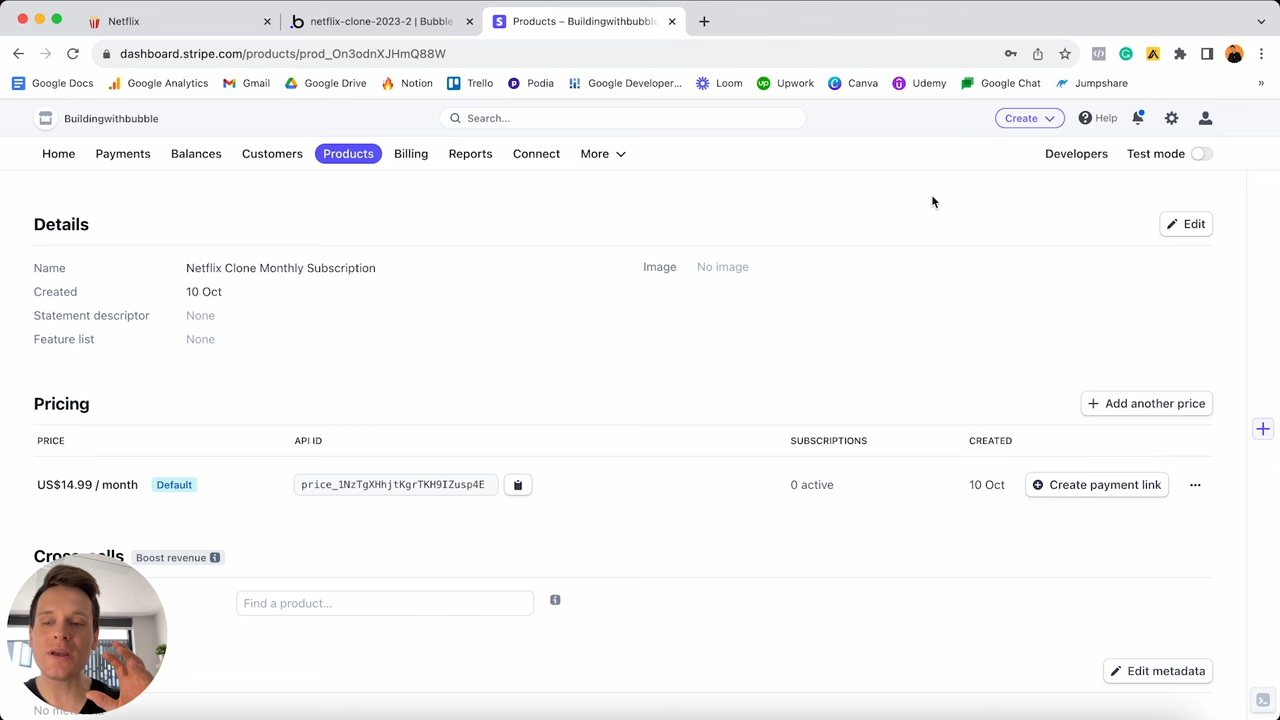 Netflix
netflix-clone-2023-2 | Bubble
Products – Buildingwithbubble
dashboard.stripe.com/products/prod_On3odnXJHmQ88W
Google Docs Google Analytics Gmail Google Drive Notion Trello Podia Google Developer... Loom Upwork Canva Udemy Google Chat Jumpshare »
Buildingwithbubble Search... Create Help
Home Payments Balances Customers Products Billing Reports Connect More Developers Test mode
Details Edit
Name Netflix Clone Monthly Subscription Image No image
Created 10 Oct
Statement descriptor None
Feature list None
Pricing + Add another price
PRICE API ID SUBSCRIPTIONS CREATED
US$14.99 / month Default price_1NzTgXHhjtKgrTKH9IZusp4E 0 active 10 Oct Create payment link
Boost revenue
Find a product...
Edit metadata